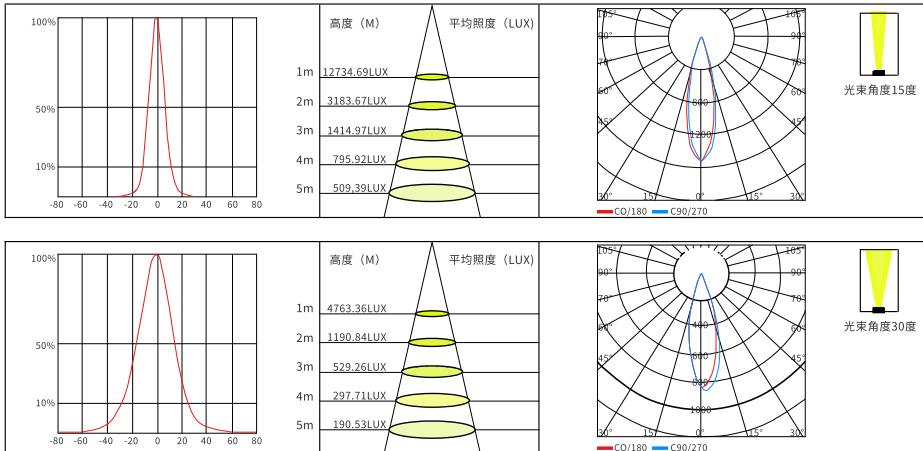 100%
50%
10%
-80 -60 -40 -20 0 20 40 60 80
高度（M） 平均照度（LUX）
1m 12734.69LUX
2m 3183.67LUX
3m 1414.97LUX
4m 795.92LUX
5m 509,39LUX
105° 105°
90° 90°
70° 70°
60° 60°
45° 45°
800
1200
30° 15° 0° 15° 30°
CO/180 C90/270
光束角度15度
100%
50%
10%
-80 -60 -40 -20 0 20 40 60 80
高度（M） 平均照度（LUX）
1m 4763.36LUX
2m 1190.84LUX
3m 529.26LUX
4m 297.71LUX
5m 190.53LUX
105° 105°
90° 90°
70° 70°
60° 60°
45° 45°
400
600
800
1000
30° 15° 0° 15° 30°
CO/180 C90/270
光束角度30度